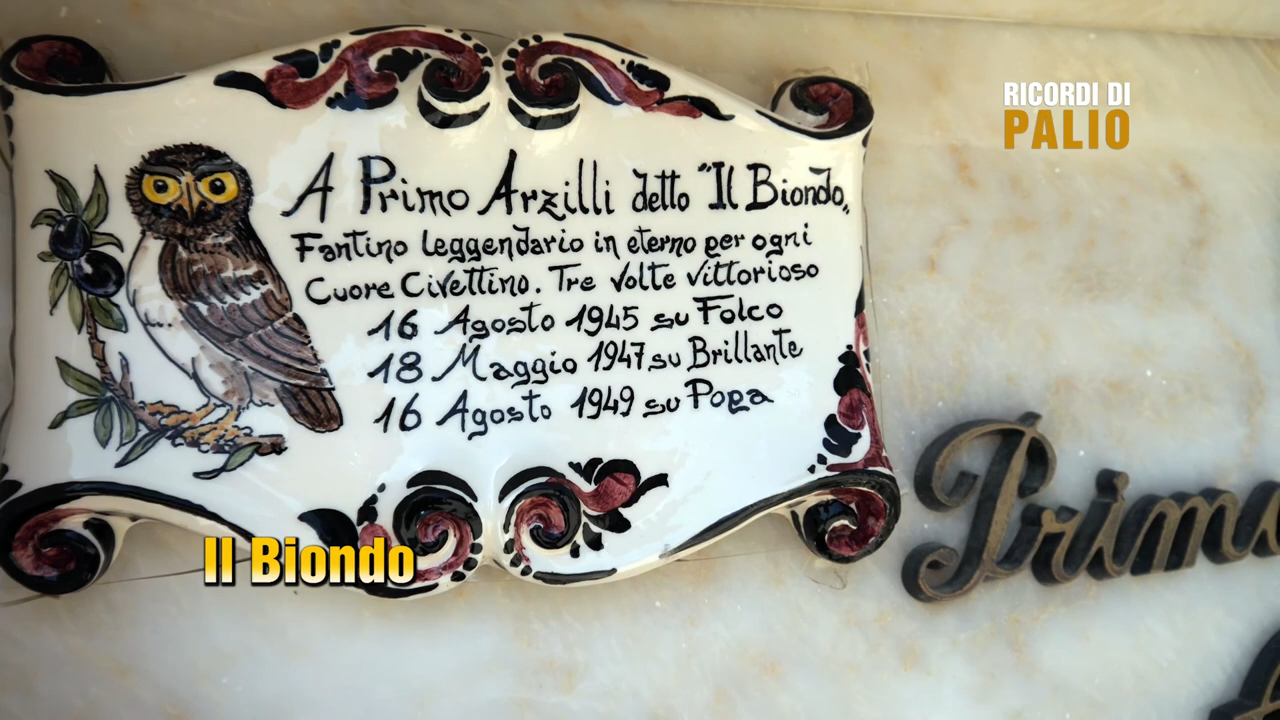 A Primo Arzilli detto "Il Biondo„
Fantino leggendario in eterno per ogni
Cuore Civettino. Tre volte vittorioso
16 Agosto 1945 su Folco
18 Maggio 1947 su Brillante
16 Agosto 1949 su Popa
RICORDI DI
PALIO
Primo
Il Biondo